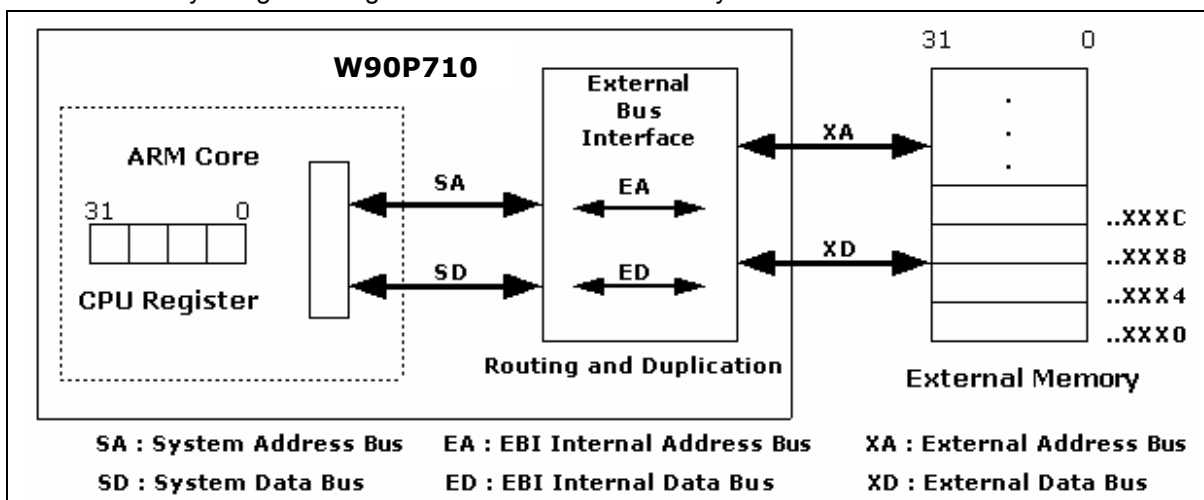 W90P710
31 0
External
Bus
Interface
ARM Core
31 0
CPU Register
SA
SD
EA
ED
XA
XD
.
.
.
..XXXC
..XXX8
..XXX4
..XXX0
Routing and Duplication
External Memory
SA : System Address Bus EA : EBI Internal Address Bus XA : External Address Bus
SD : System Data Bus ED : EBI Internal Data Bus XD : External Data Bus